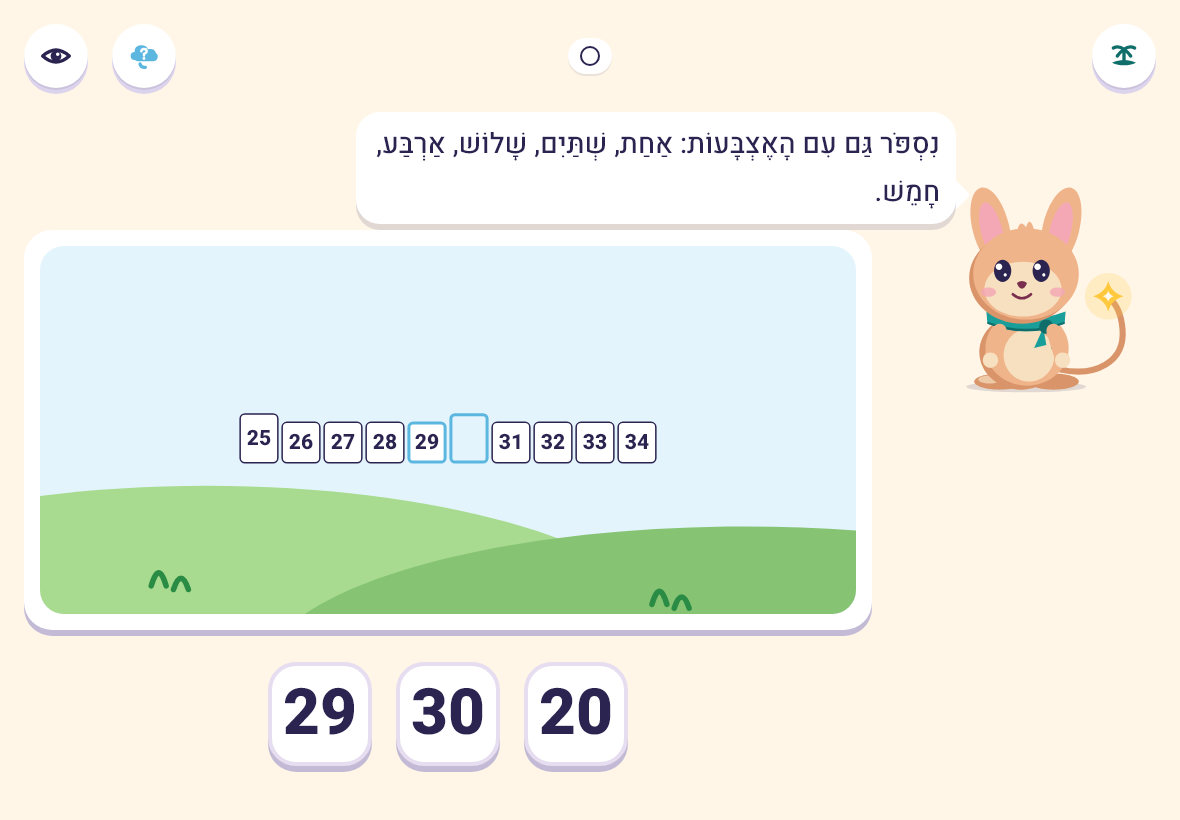 ?
נִסְפֹּר גַּם עִם הָאֶצְבָּעוֹת: אַחַת, שְׁתַּיִם, שָׁלוֹשׁ, אַרְבַּע,
חָמֵשׁ.
25 26 27 28 29 31 32 33 34
29 30 20